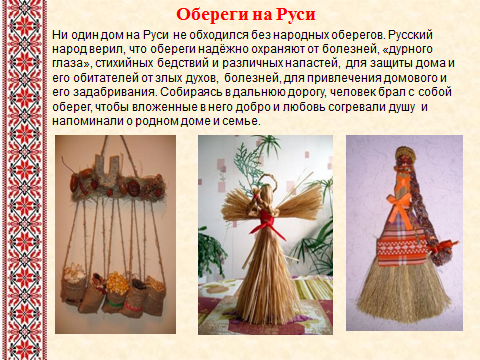 Обереги на Руси
Ни один дом на Руси не обходился без народных оберегов. Русский
народ верил, что обереги надёжно охраняют от болезней, «дурного
глаза», стихийных бедствий и различных напастей, для защиты дома и
его обитателей от злых духов, болезней, для привлечения домового и
его задабривания. Собираясь в дальнюю дорогу, человек брал с собой
оберег, чтобы вложенные в него добро и любовь согревали душу и
напоминали о родном доме и семье.